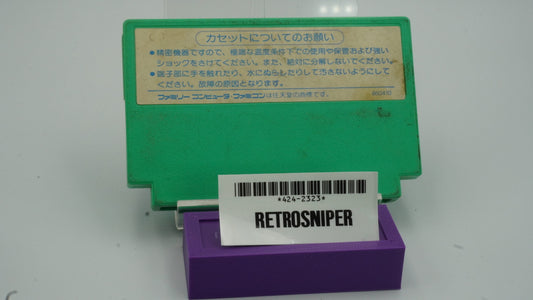 カセットについてのお願い
●精密機器ですので、極端な温度条件下での使用や保管および強い
ショックをさけてください。また、絶対に分解しないでください。
●端子部に手を触れたり、水にぬらしたりして汚さないようにして
ください。故障の原因となります。
ファミリーコンピュータ・ファミコンは任天堂の商標です。
*424-2323*
RETROSNIPER